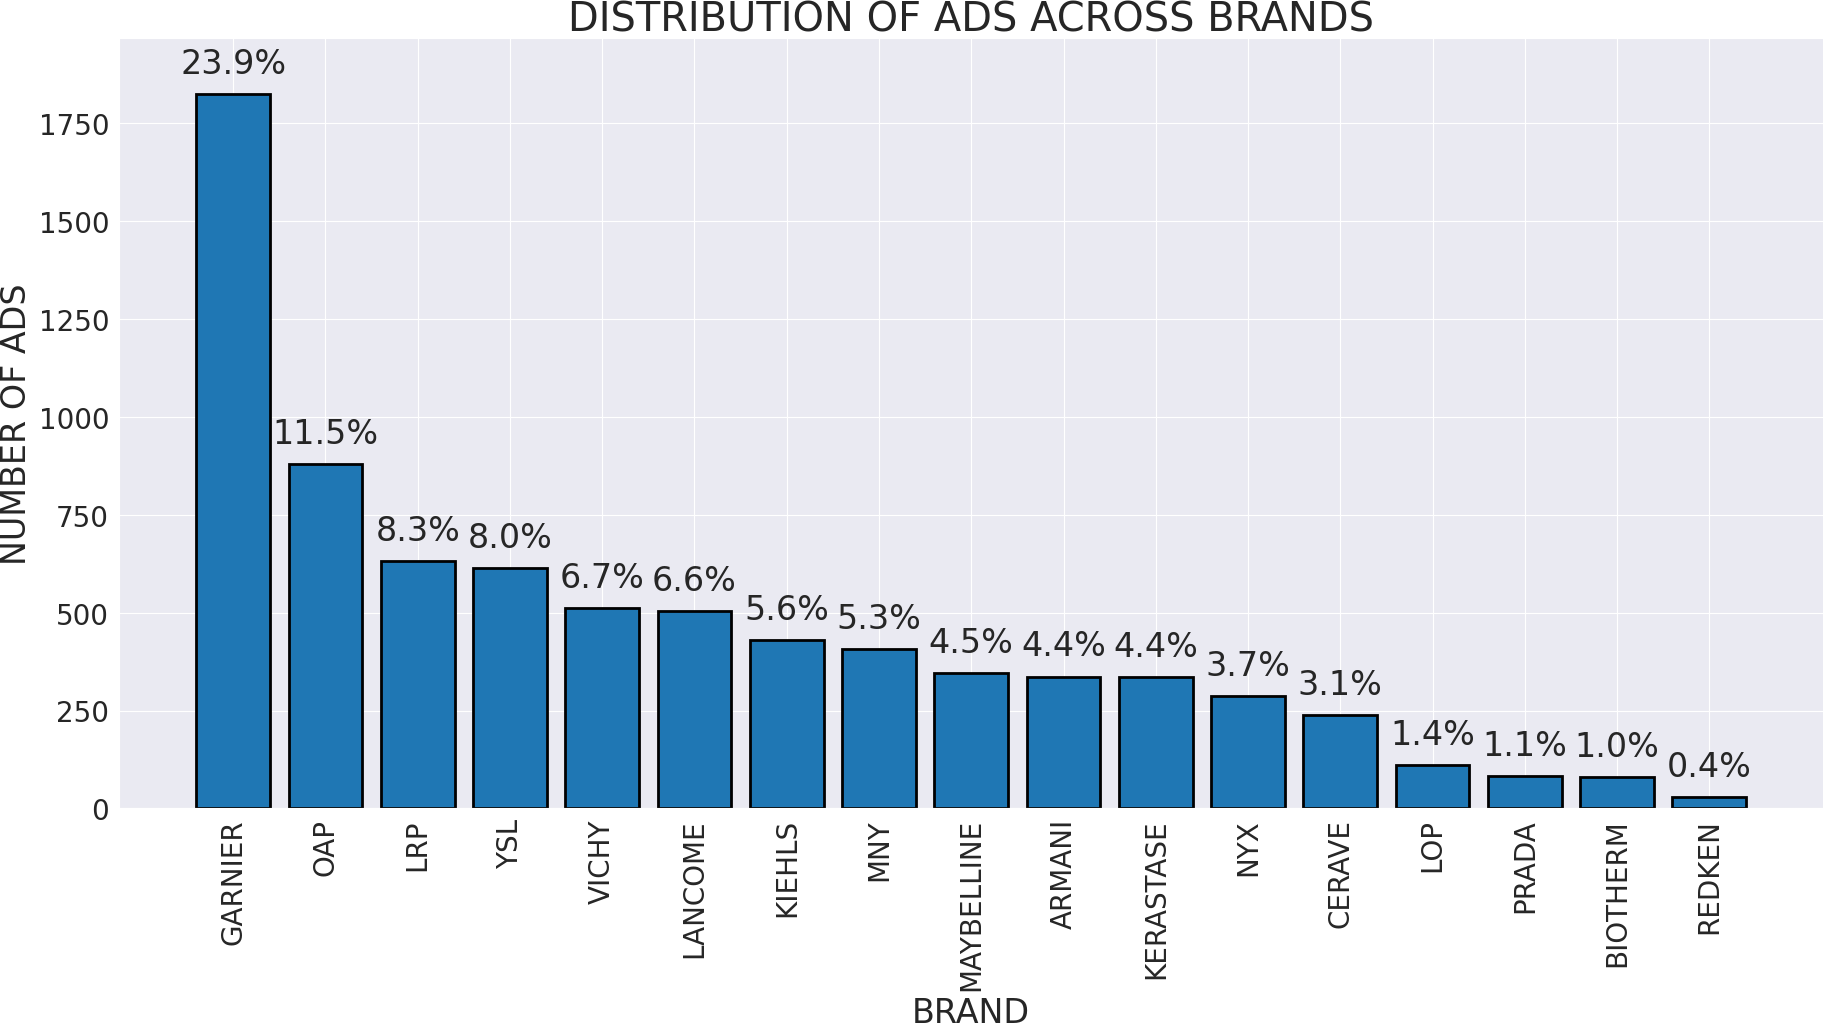 DISTRIBUTION OF ADS ACROSS BRANDS
NUMBER OF ADS
1750
1500
1250
1000
750
500
250
0
23.9%
11.5%
8.3%
8.0%
6.7%
6.6%
5.6%
5.3%
4.5%
4.4%
4.4%
3.7%
3.1%
1.4%
1.1%
1.0%
0.4%
GARNIER
OAP
LRP
YSL
VICHY
LANCOME
KIEHLS
MNY
MAYBELLINE
ARMANI
KERASTASE
NYX
CERAVE
LOP
PRADA
BIOTHERM
REDKEN
BRAND